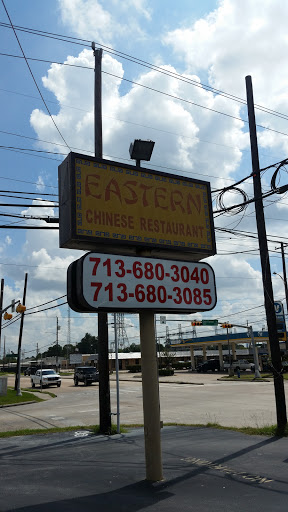 EASTERN
CHINESE RESTAURANT
713-680-3040
713-680-3085